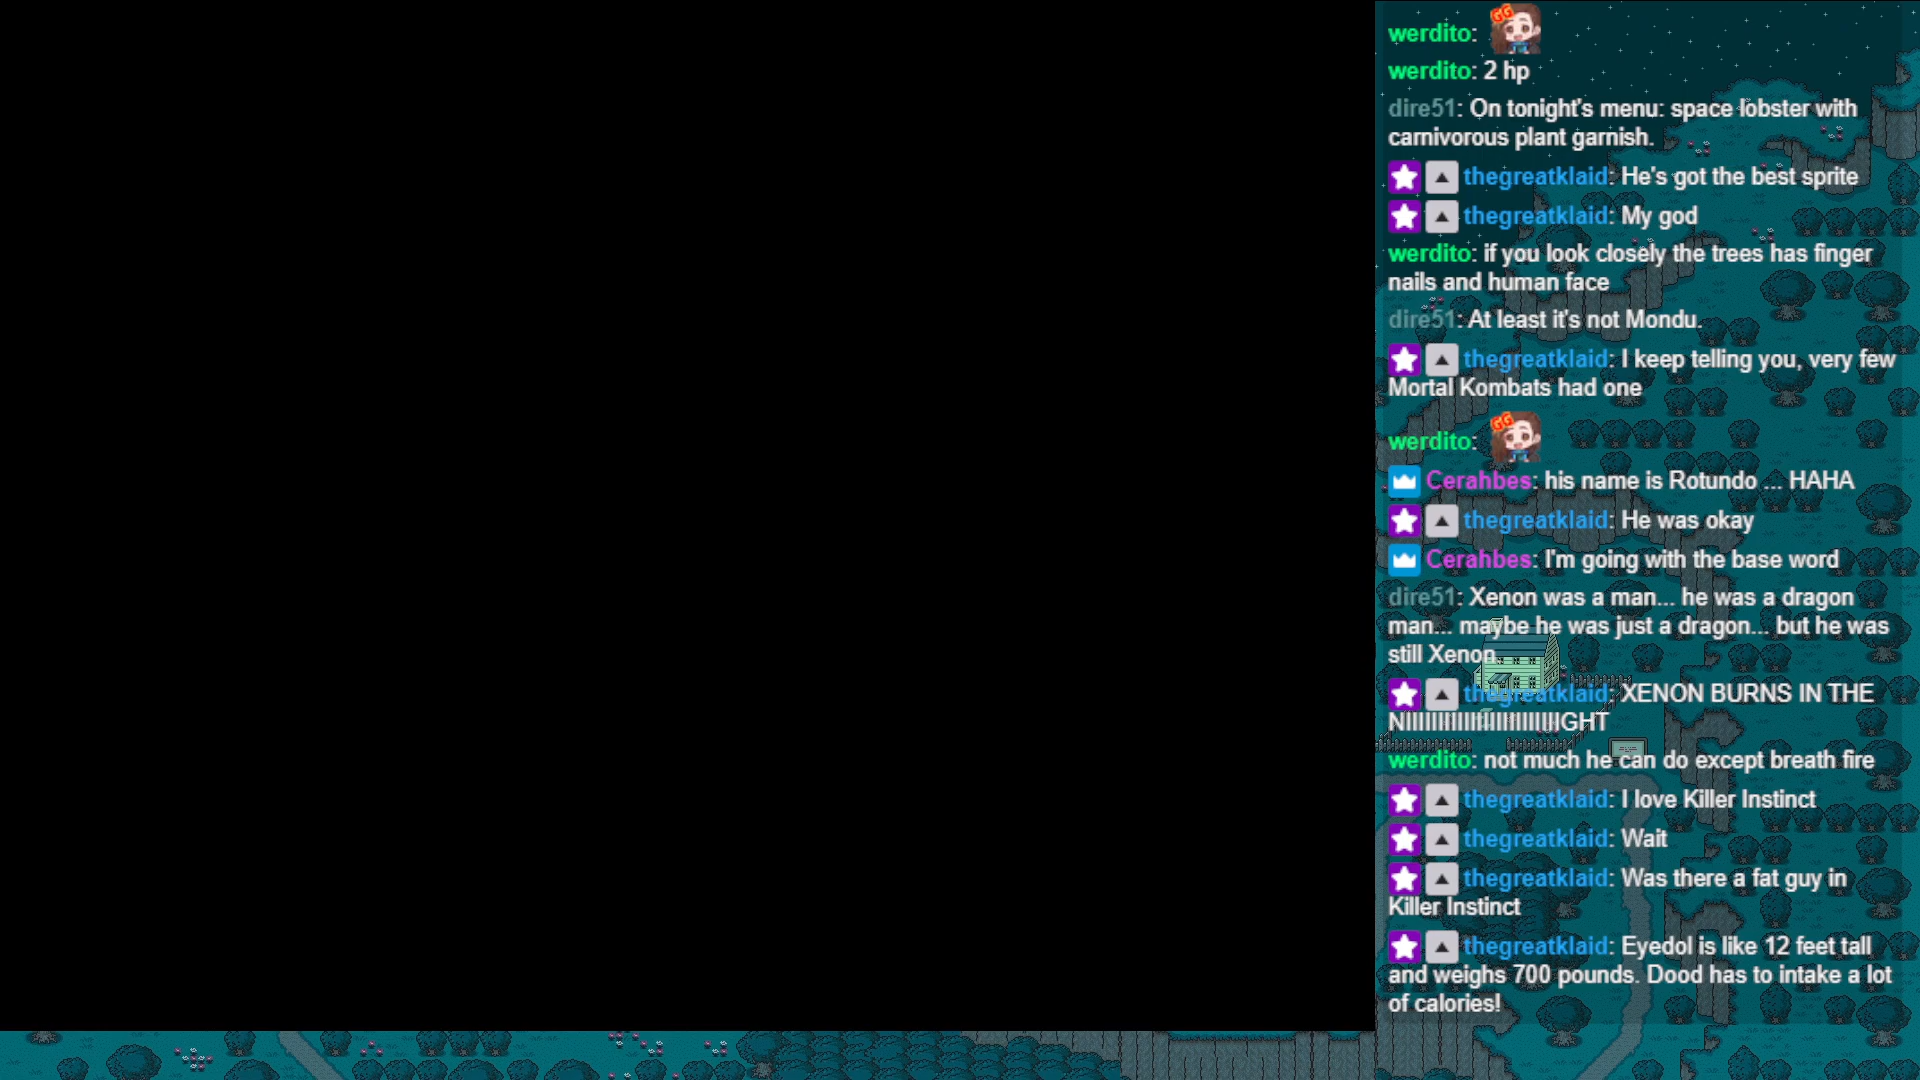 werdito:
werdito: 2 hp
dire51: On tonight's menu: space lobster with
carnivorous plant garnish.
thegreatklaid: He's got the best sprite
thegreatklaid: My god
werdito: if you look closely the trees has finger
nails and human face
dire51: At least it's not Mondu.
thegreatklaid: I keep telling you, very few
Mortal Kombats had one
werdito:
Cerahbes: his name is Rotundo ... HAHA
thegreatklaid: He was okay
Cerahbes: I'm going with the base word
dire51: Xenon was a man... he was a dragon
man... maybe he was just a dragon... but he was
still Xenon
thegreatklaid: XENON BURNS IN THE
NIIIIIIIIIIIIIIIIIIIIIIIIIGHT
werdito: not much he can do except breath fire
thegreatklaid: I love Killer Instinct
thegreatklaid: Wait
thegreatklaid: Was there a fat guy in
Killer Instinct
thegreatklaid: Eyedol is like 12 feet tall
and weighs 700 pounds. Dood has to intake a lot
of calories!